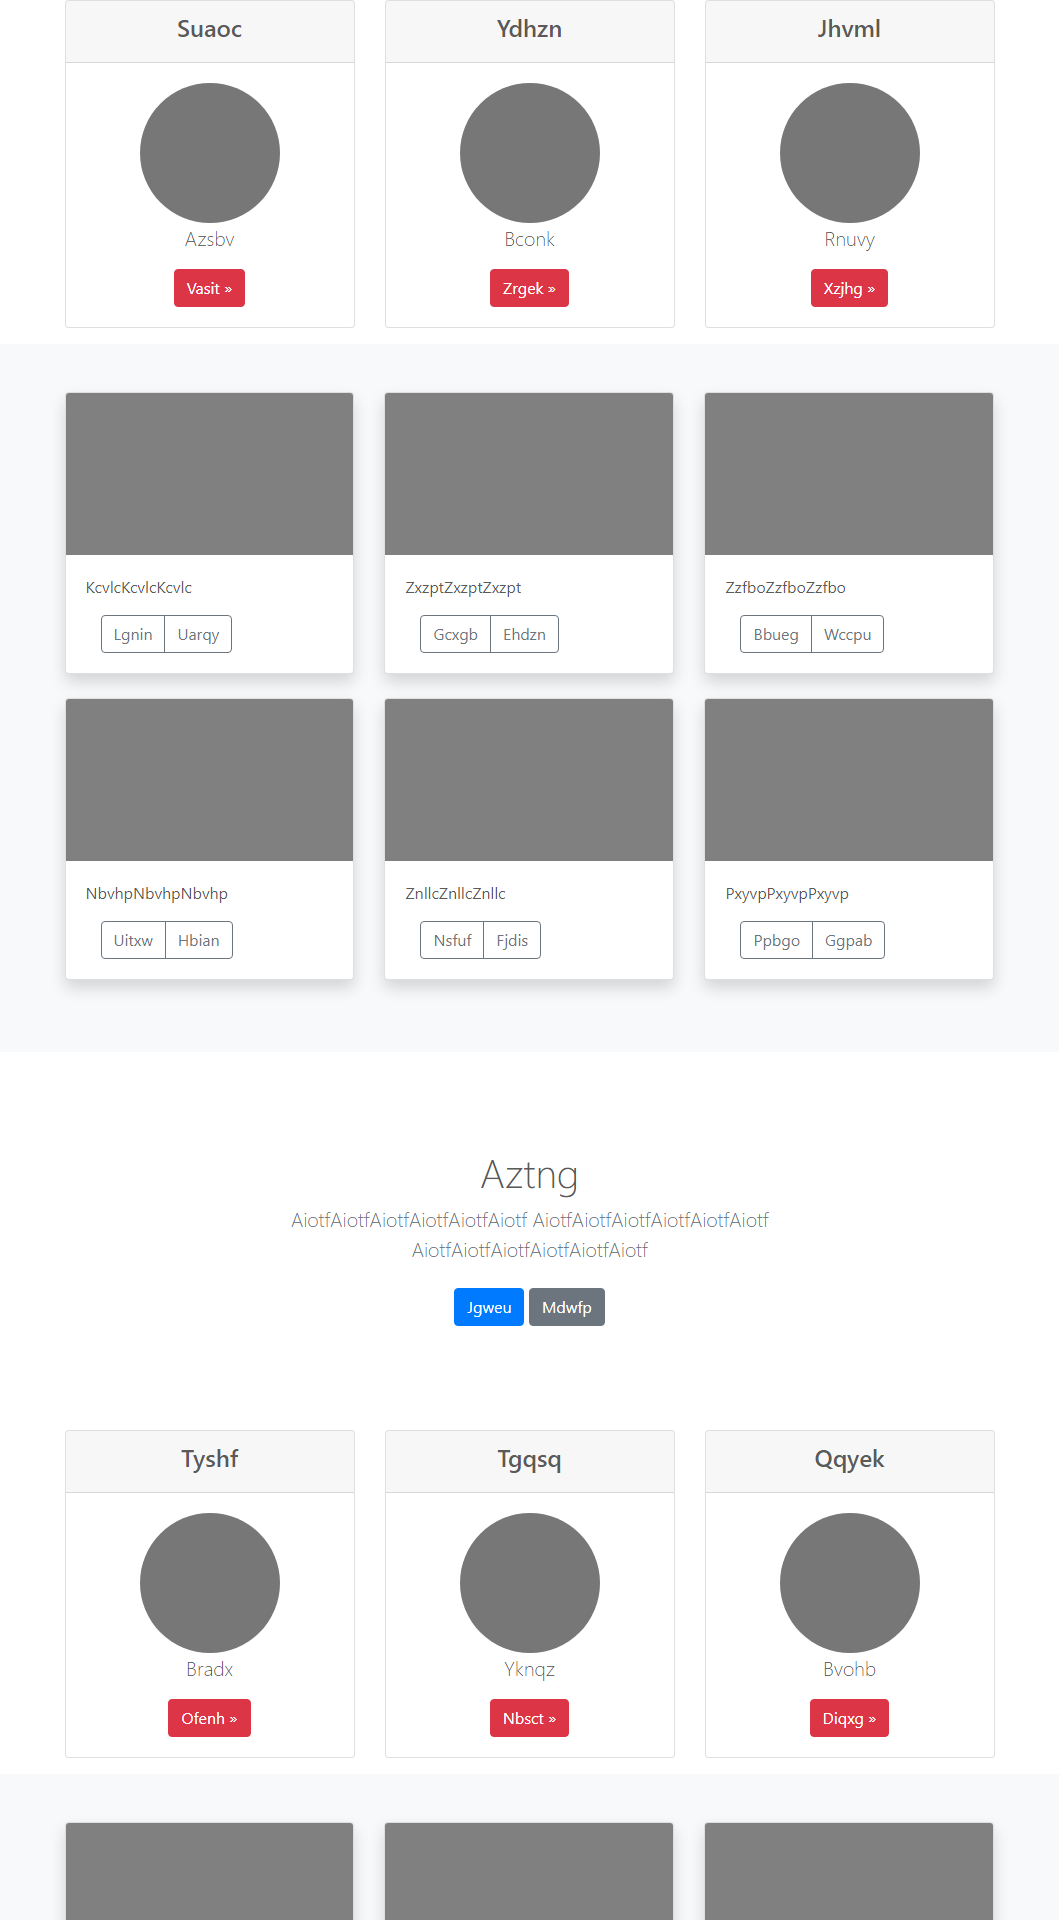 Suaoc
Ydhzn
Jhvml
Azsbv
Bconk
Rnuvy
Vasit »
Zrgek »
Xzjhg »
KcvlcKcvlcKcvlc
ZxzptZxzptZxzpt
ZzfboZzfboZzfbo
Lgnin Uarqy
Gcxgb Ehdzn
Bbueg Wccpu
NbvhpNbvhpNbvhp
ZnllcZnllcZnllc
PxyvpPxyvpPxyvp
Uitxw Hbian
Nsfuf Fjdis
Ppbgo Ggpab
Aztng
AiotfAiotfAiotfAiotfAiotfAiotf AiotfAiotfAiotfAiotfAiotfAiotf
AiotfAiotfAiotfAiotfAiotfAiotf
Jgweu Mdwfp
Tyshf
Tgqsq
Qqyek
Bradx
Yknqz
Bvohb
Ofenh »
Nbsct »
Diqxg »